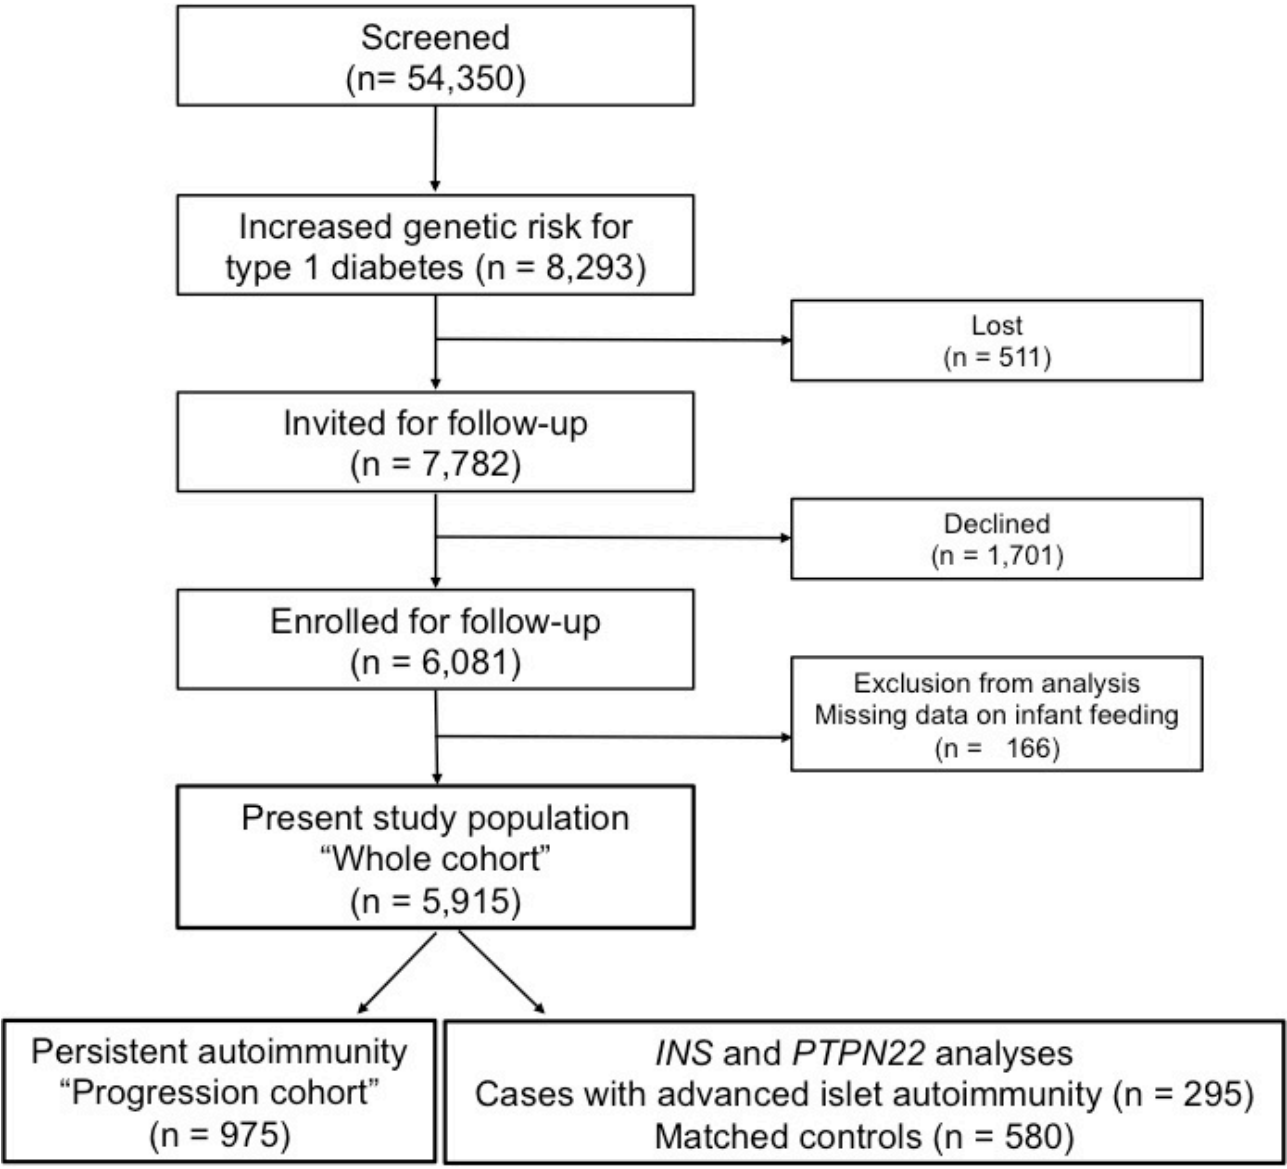 Screened
(n= 54,350)
Increased genetic risk for
type 1 diabetes (n = 8,293)
Lost
(n = 511)
Invited for follow-up
(n = 7,782)
Declined
(n = 1,701)
Enrolled for follow-up
(n = 6,081)
Exclusion from analysis
Missing data on infant feeding
(n =   166)
Present study population
“Whole cohort”
(n = 5,915)
Persistent autoimmunity
“Progression cohort”
(n = 975)
INS and PTPN22 analyses
Cases with advanced islet autoimmunity (n = 295)
Matched controls (n = 580)